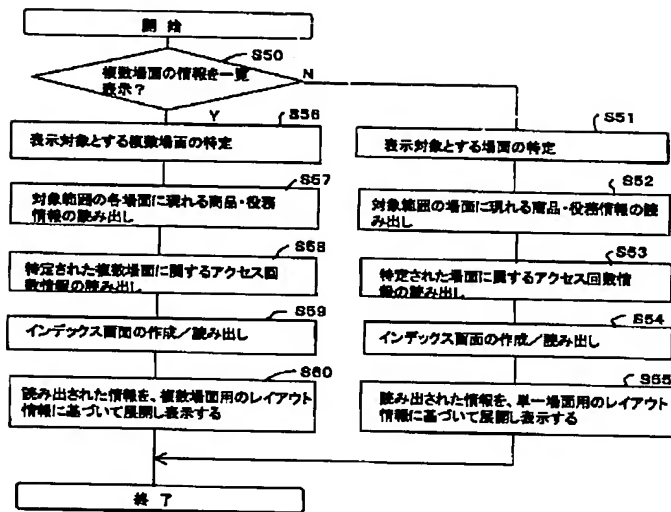 開 始
S50
複数場面の情報を一覧
表示？
N
Y
S56
表示対象とする複数場面の特定
S57
対象範囲の各場面に現れる商品・役務
情報の読み出し
S58
特定された複数場面に関するアクセス回
数情報の読み出し
S59
インデックス画面の作成／読み出し
S60
読み出された情報を、複数場面用のレイアウト
情報に基づいて展開し表示する
S51
表示対象とする場面の特定
S52
対象範囲の場面に現れる商品・役務情報の読
み出し
S53
特定された場面に関するアクセス回数情
報の読み出し
S54
インデックス画面の作成／読み出し
S55
読み出された情報を、単一場面用のレイアウト
情報に基づいて展開し表示する
終 了